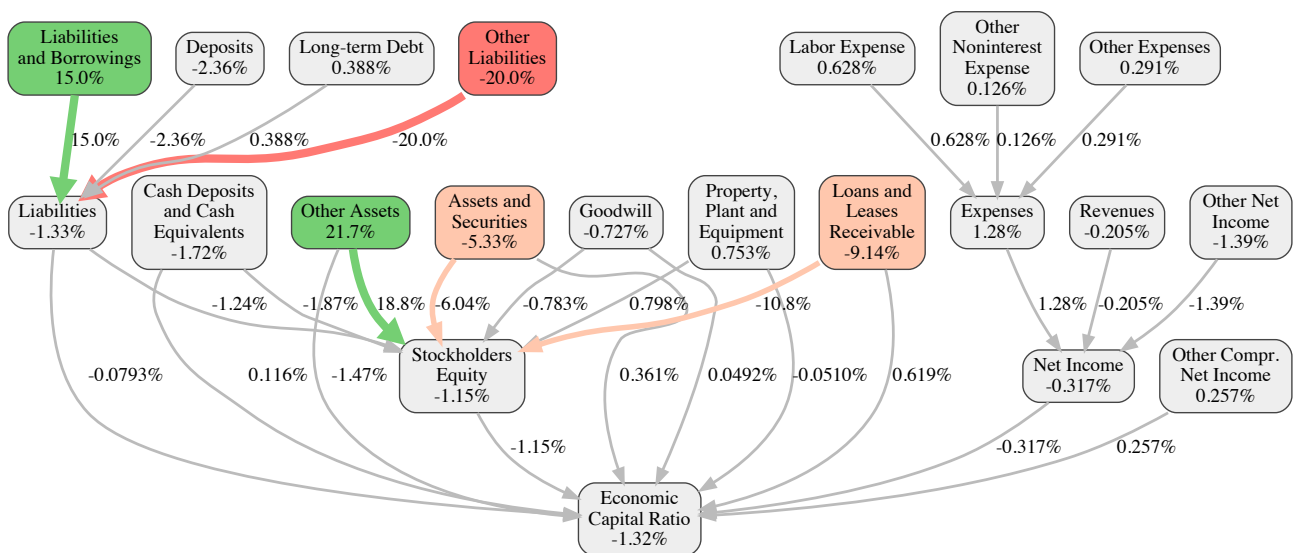 Liabilities
and Borrowings
15.0%
Deposits
-2.36%
Long-term Debt
0.388%
Other
Liabilities
-20.0%
Labor Expense
0.628%
Other
Noninterest
Expense
0.126%
Other Expenses
0.291%
15.0%
-2.36%
0.388%
-20.0%
0.628%
0.126%
0.291%
Liabilities
-1.33%
Cash Deposits
and Cash
Equivalents
-1.72%
Other Assets
21.7%
Assets and
Securities
-5.33%
Goodwill
-0.727%
Property,
Plant and
Equipment
0.753%
Loans and
Leases
Receivable
-9.14%
Expenses
1.28%
Revenues
-0.205%
Other Net
Income
-1.39%
-1.24%
-1.87%
18.8%
-6.04%
-0.783%
0.798%
-10.8%
1.28%
-0.205%
-1.39%
Stockholders
Equity
-1.15%
Net Income
-0.317%
Other Compr.
Net Income
0.257%
-0.0793%
0.116%
-1.47%
0.361%
0.0492%
-0.0510%
0.619%
-1.15%
-0.317%
0.257%
Economic
Capital Ratio
-1.32%